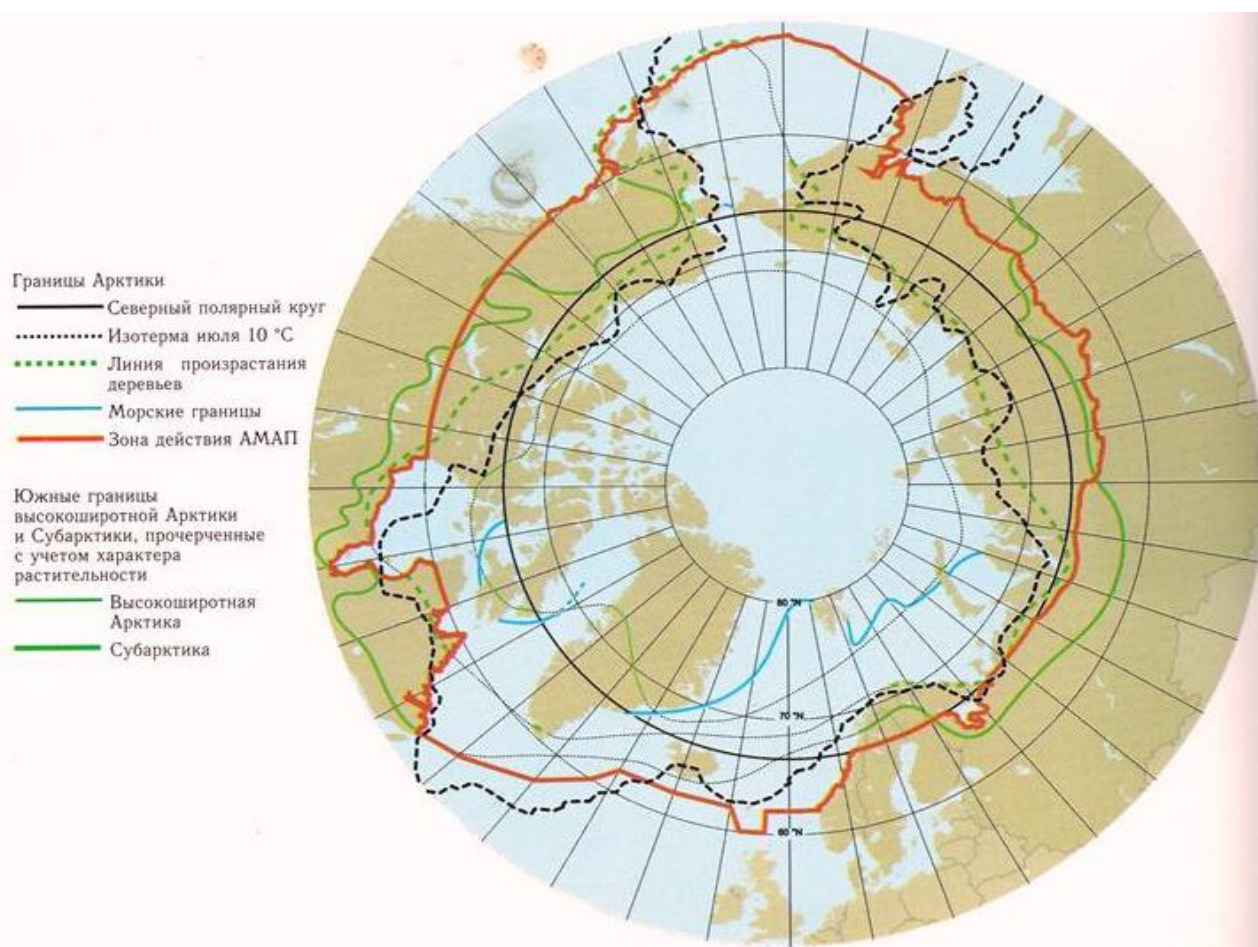 Границы Арктики
Северный полярный круг
Изотерма июля 10 °C
Линия произрастания
деревьев
Морские границы
Зона действия АМАП
Южные границы
высокоширотной Арктики
и Субарктики, прочерченные
с учетом характера
растительности
Высокоширотная
Арктика
Субарктика
80 °N
70 °N
60 °N